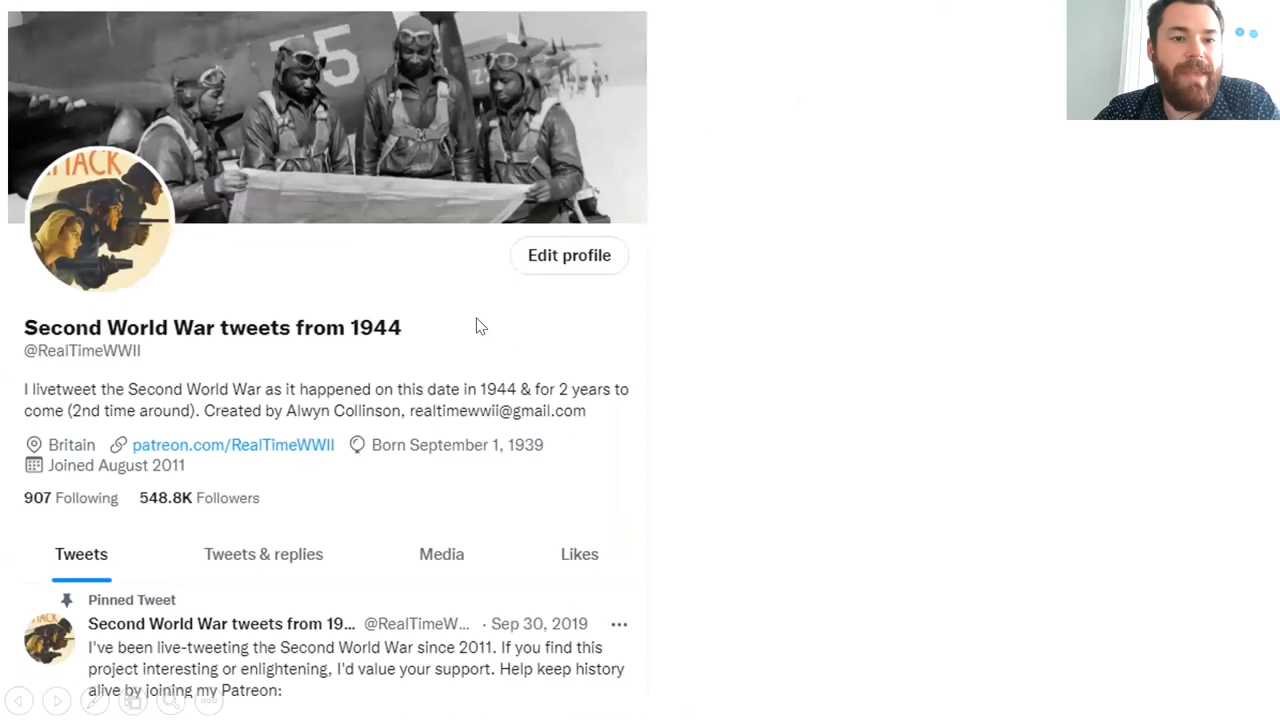 75
ATTACK
Edit profile
Second World War tweets from 1944
@RealTimeWWII
I livetweet the Second World War as it happened on this date in 1944 & for 2 years to
come (2nd time around). Created by Alwyn Collinson, realtimewwii@gmail.com
Britain patreon.com/RealTimeWWII Born September 1, 1939
Joined August 2011
907 Following 548.8K Followers
Tweets Tweets & replies Media Likes
Pinned Tweet
Second World War tweets from 19... @RealTimeW... · Sep 30, 2019 ...
I've been live-tweeting the Second World War since 2011. If you find this
project interesting or enlightening, I'd value your support. Help keep history
alive by joining my Patreon: